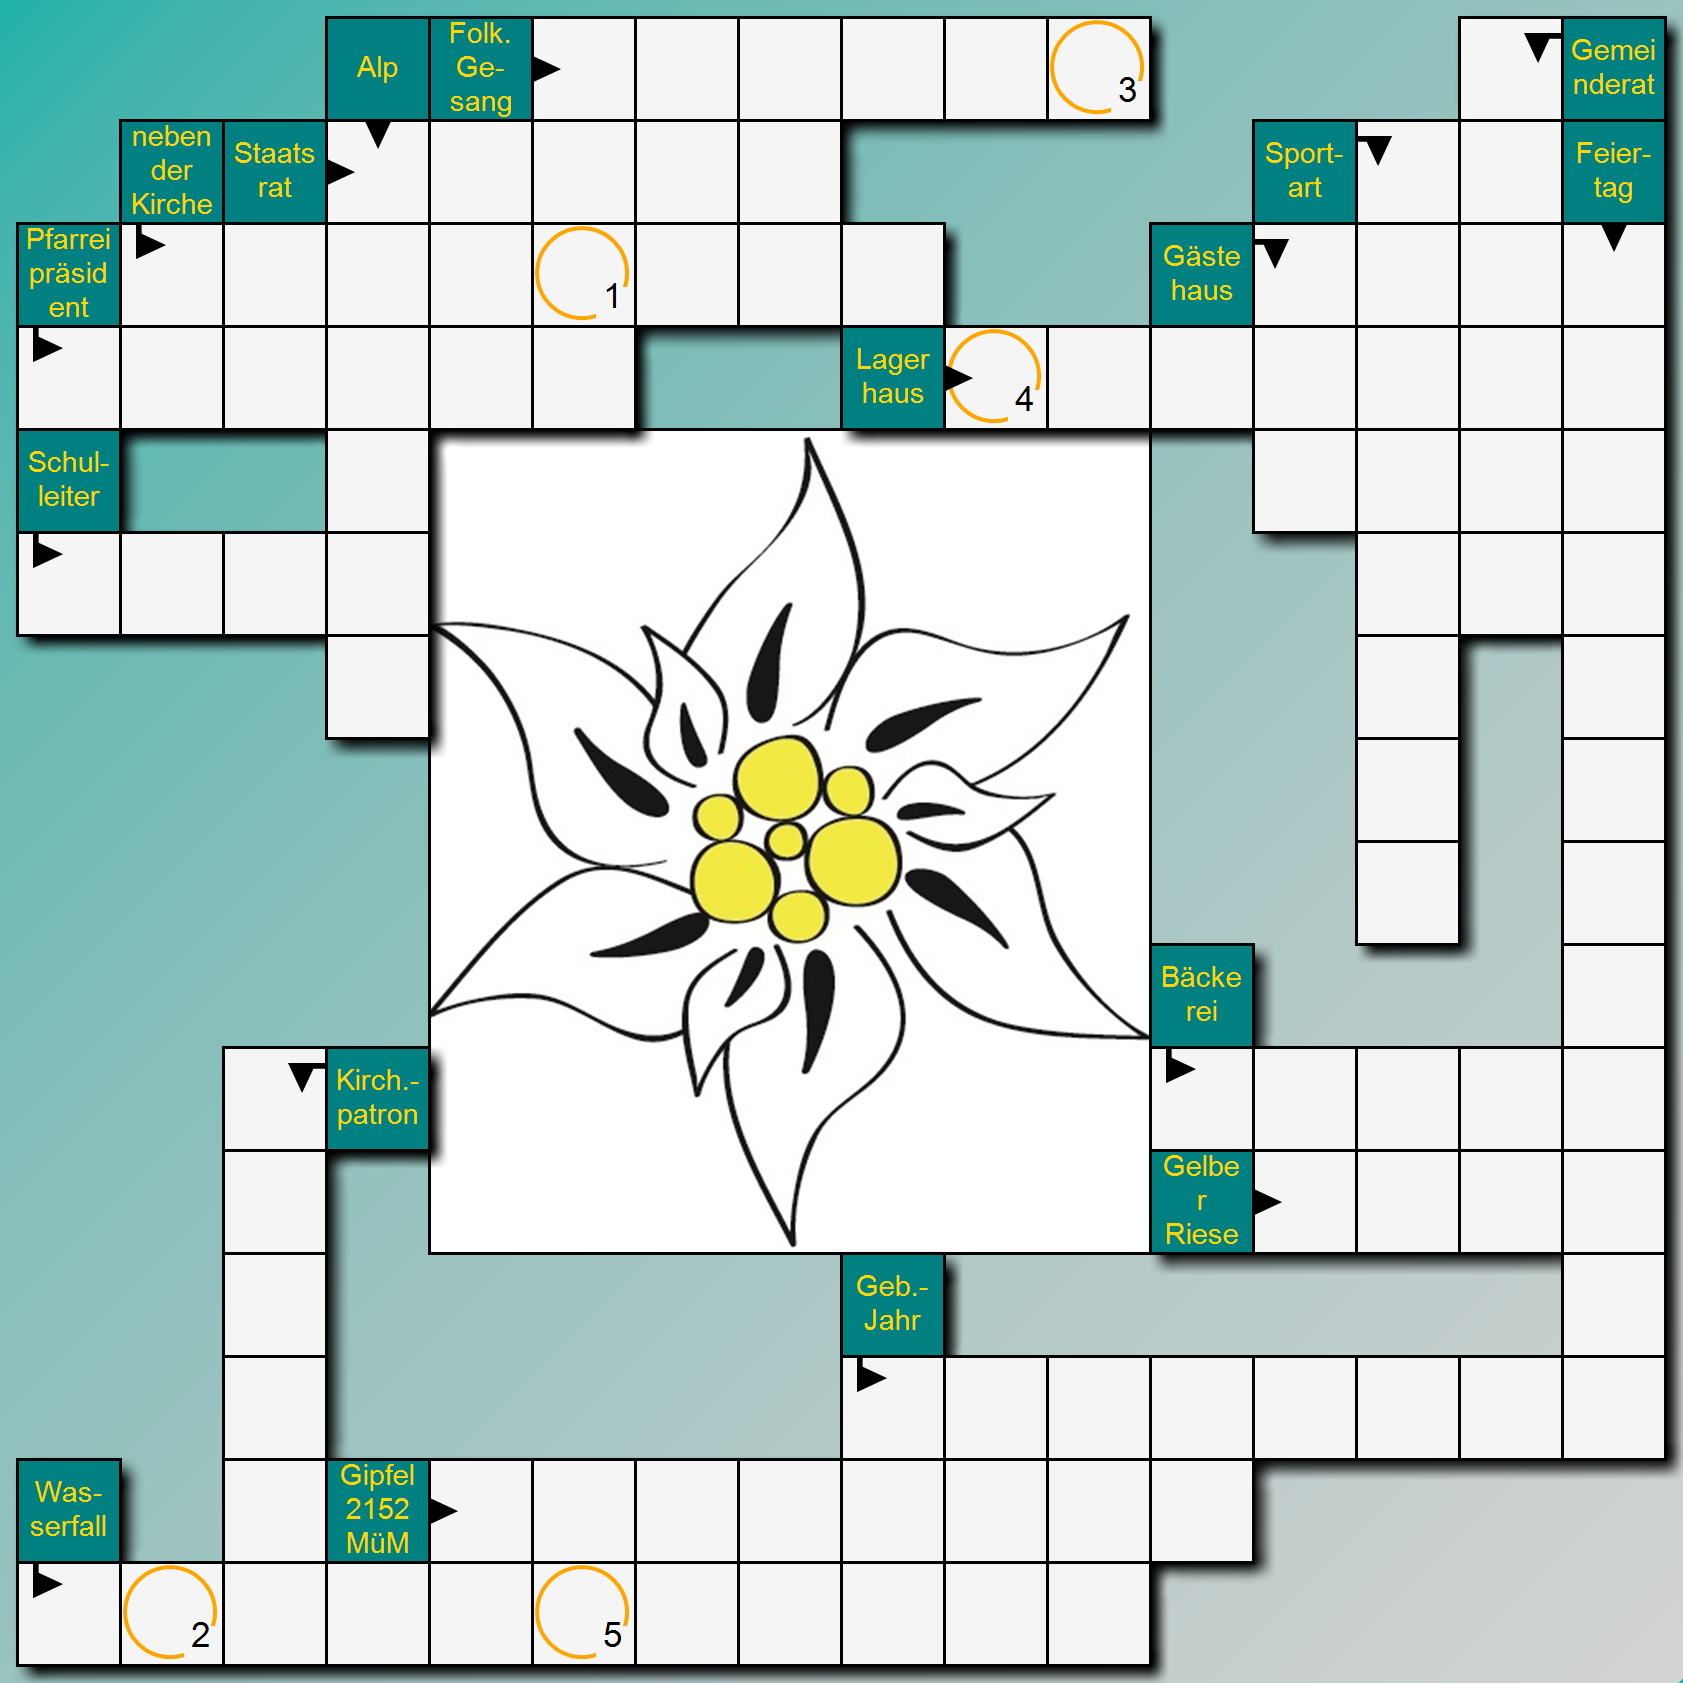 Alp
Folk.
Ge-
sang
3
Gemei
nderat
neben
der
Kirche
Staats
rat
Sport-
art
Feier-
tag
Pfarrei
präsid
ent
1
Gäste
haus
Lager
haus
4
Schul-
leiter
Bäcke
rei
Kirch.-
patron
Gelbe
r
Riese
Geb.-
Jahr
Was-
serfall
Gipfel
2152
MüM
2
5